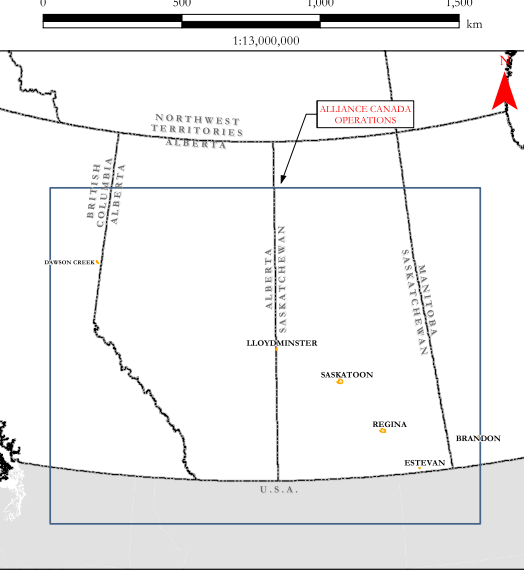 0 500 1,000 1,500
km
1:13,000,000
N
ALLIANCE CANADA
OPERATIONS
NORTHWEST
TERRITORIES
ALBERTA
BRITISH
COLUMBIA
ALBERTA
ALBERTA
SASKATCHEWAN
MANITOBA
SASKATCHEWAN
DAWSON CREEK
LLOYDMINSTER
SASKATOON
REGINA
BRANDON
ESTEVAN
U.S.A.